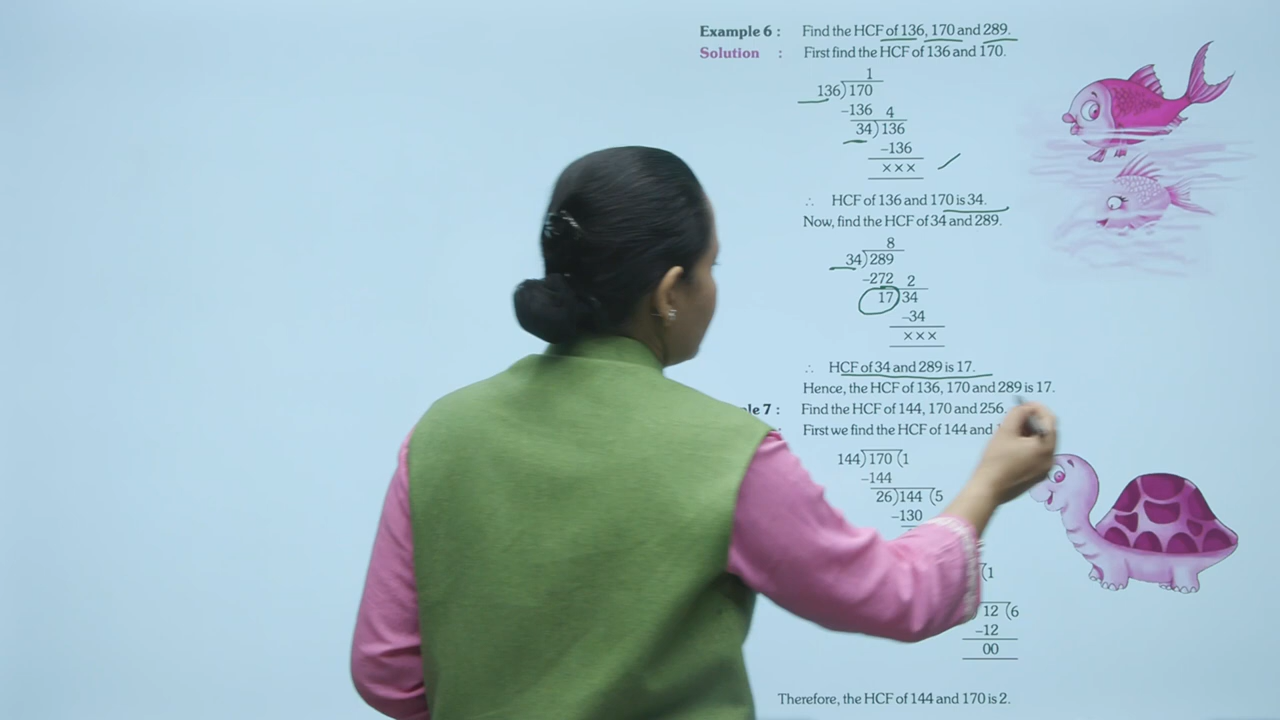 Example 6 : Find the HCF of 136, 170 and 289.
Solution : First find the HCF of 136 and 170.
1
136)170
-136 4
34)136
-136
×××
∴ HCF of 136 and 170 is 34.
Now, find the HCF of 34 and 289.
8
34)289
-272 2
17)34
-34
×××
∴ HCF of 34 and 289 is 17.
Hence, the HCF of 136, 170 and 289 is 17.
7 : Find the HCF of 144, 170 and 256.
: First we find the HCF of 144 and
144)170(1
-144
26)144(5
-130
(1
12(6
-12
00
Therefore, the HCF of 144 and 170 is 2.